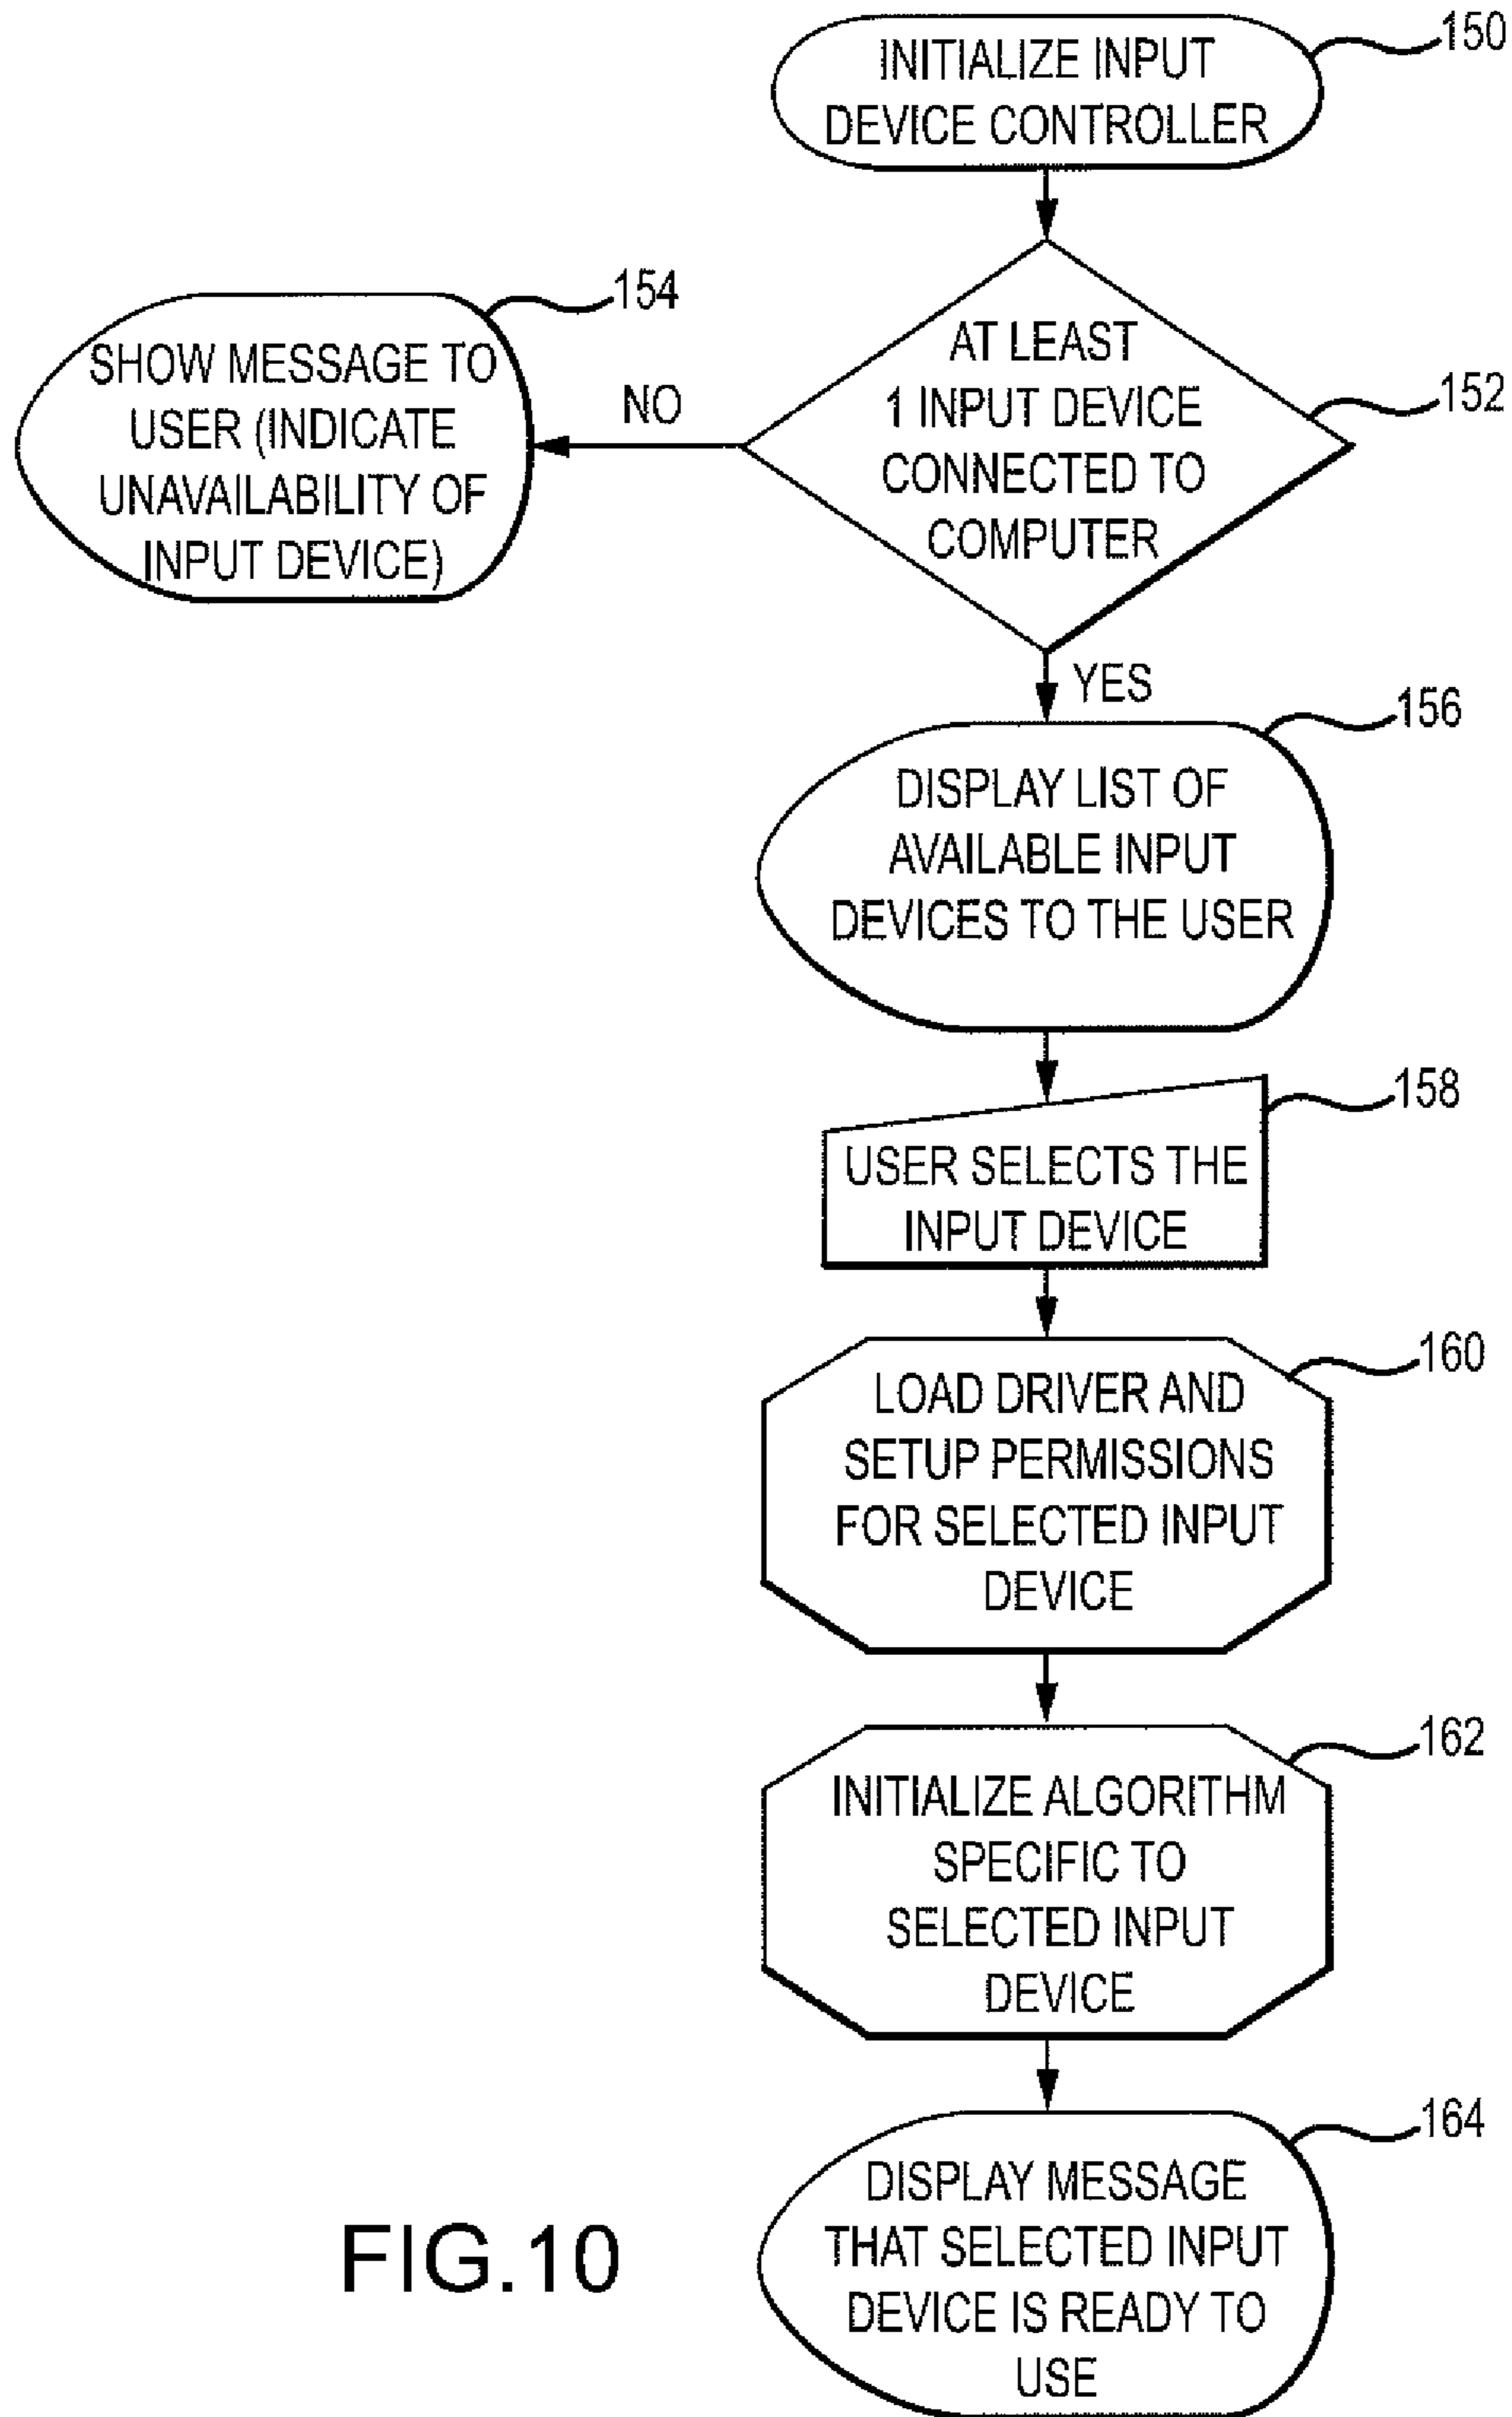 150
INITIALIZE INPUT
DEVICE CONTROLLER
154
SHOW MESSAGE TO
USER (INDICATE
UNAVAILABILITY OF
INPUT DEVICE)
NO
AT LEAST
1 INPUT DEVICE
CONNECTED TO
COMPUTER
152
YES
156
DISPLAY LIST OF
AVAILABLE INPUT
DEVICES TO THE USER
158
USER SELECTS THE
INPUT DEVICE
160
LOAD DRIVER AND
SETUP PERMISSIONS
FOR SELECTED INPUT
DEVICE
162
INITIALIZE ALGORITHM
SPECIFIC TO
SELECTED INPUT
DEVICE
164
DISPLAY MESSAGE
THAT SELECTED INPUT
DEVICE IS READY TO
USE
FIG.10